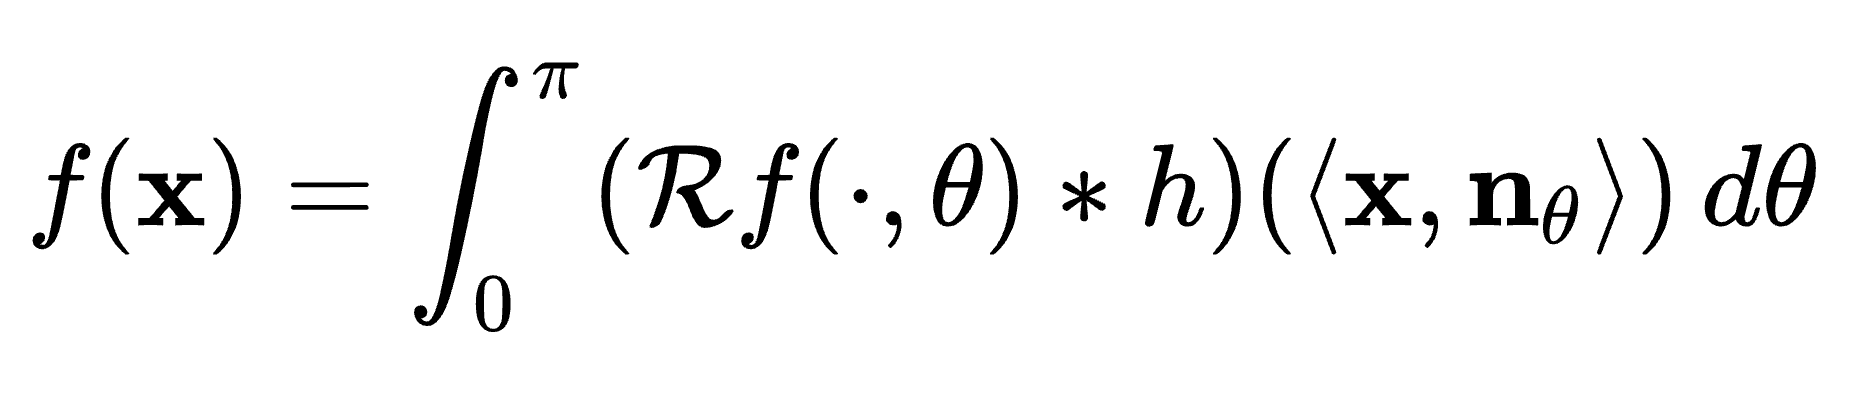 f(𝐱) = ∫₀^π (ℛf(·, θ) ∗ h)(⟨𝐱, 𝐧_θ⟩) dθ